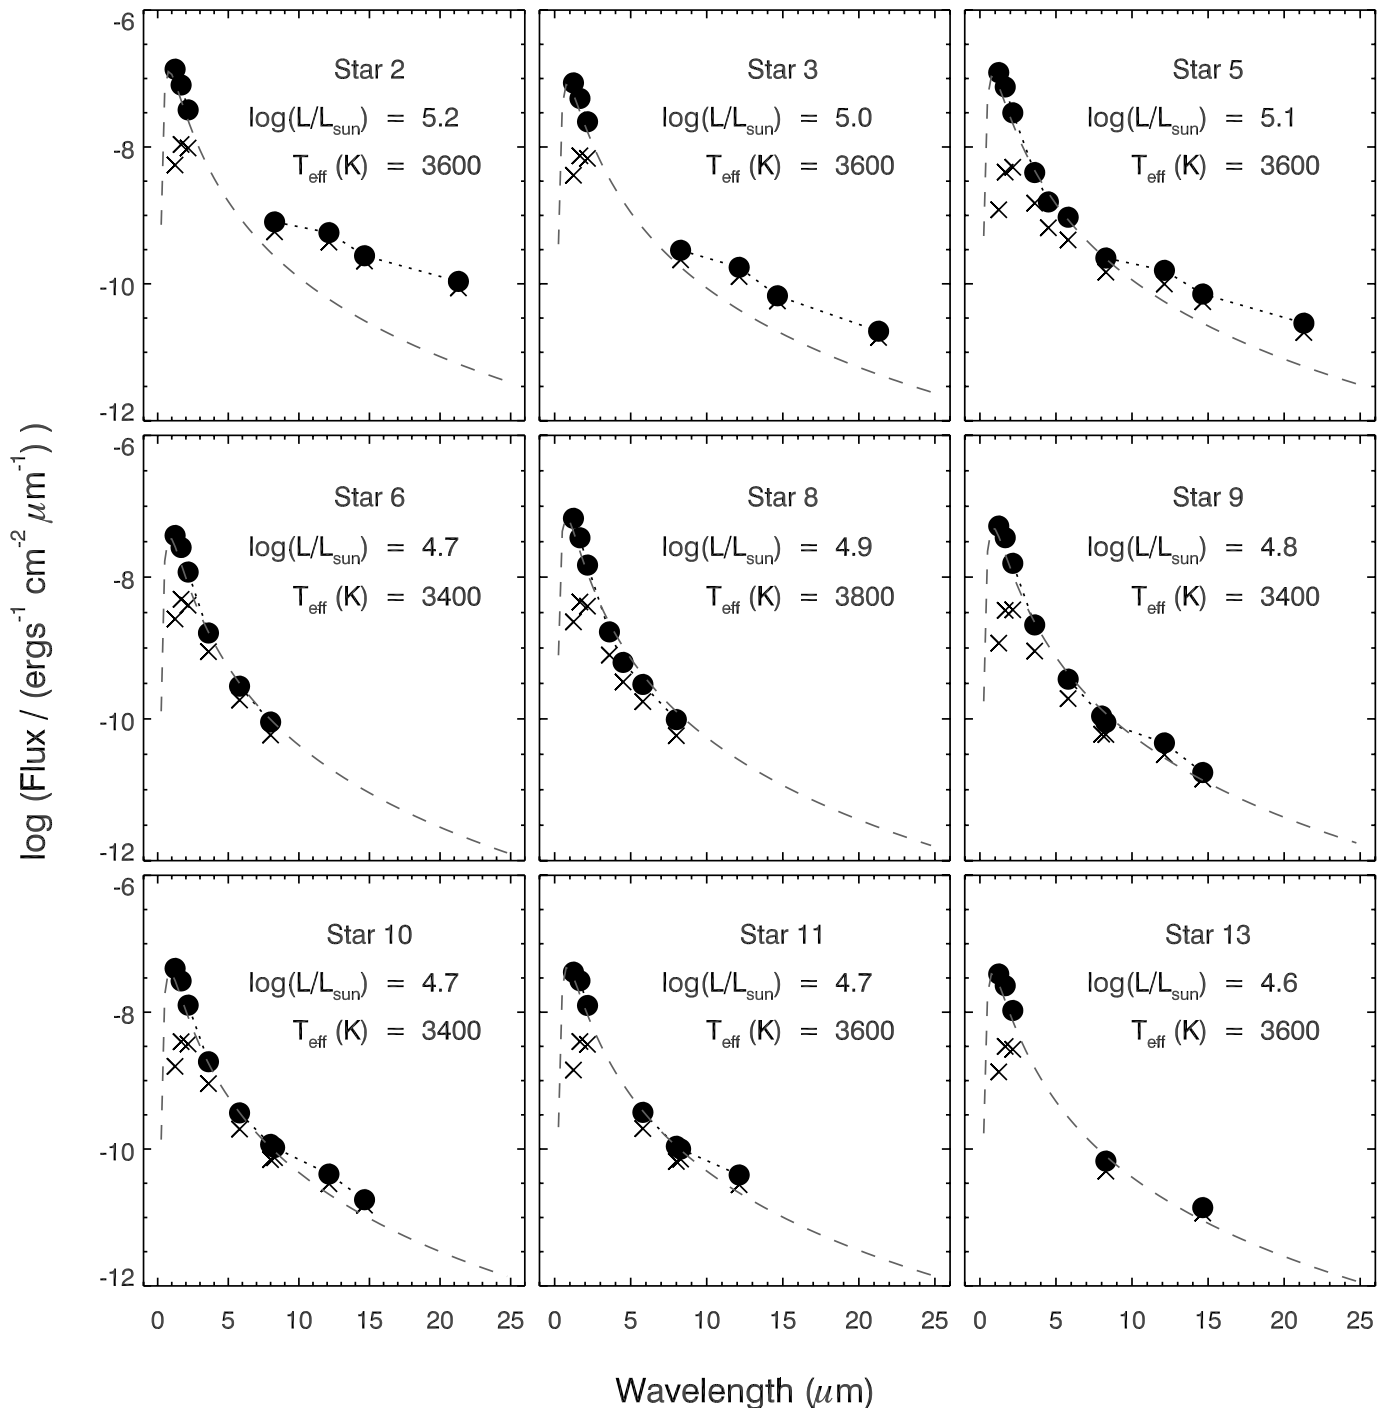 -6
Star 2
Star 3
Star 5
log(L/Lsun) = 5.2
log(L/Lsun) = 5.0
log(L/Lsun) = 5.1
-8
Teff (K) = 3600
Teff (K) = 3600
Teff (K) = 3600
-10
-12
-6
Star 6
Star 8
Star 9
log(L/Lsun) = 4.7
log(L/Lsun) = 4.9
log(L/Lsun) = 4.8
-8
Teff (K) = 3400
Teff (K) = 3800
Teff (K) = 3400
-10
-12
log (Flux / (ergs-1 cm-2 μm-1) )
-6
Star 10
Star 11
Star 13
log(L/Lsun) = 4.7
log(L/Lsun) = 4.7
log(L/Lsun) = 4.6
-8
Teff (K) = 3400
Teff (K) = 3600
Teff (K) = 3600
-10
-12
0 5 10 15 20 25
0 5 10 15 20 25
0 5 10 15 20 25
Wavelength (μm)